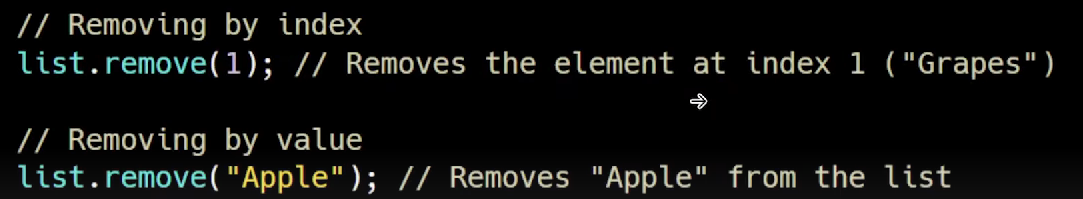 // Removing by index
list.remove(1); // Removes the element at index 1 ("Grapes")
// Removing by value
list.remove("Apple"); // Removes "Apple" from the list